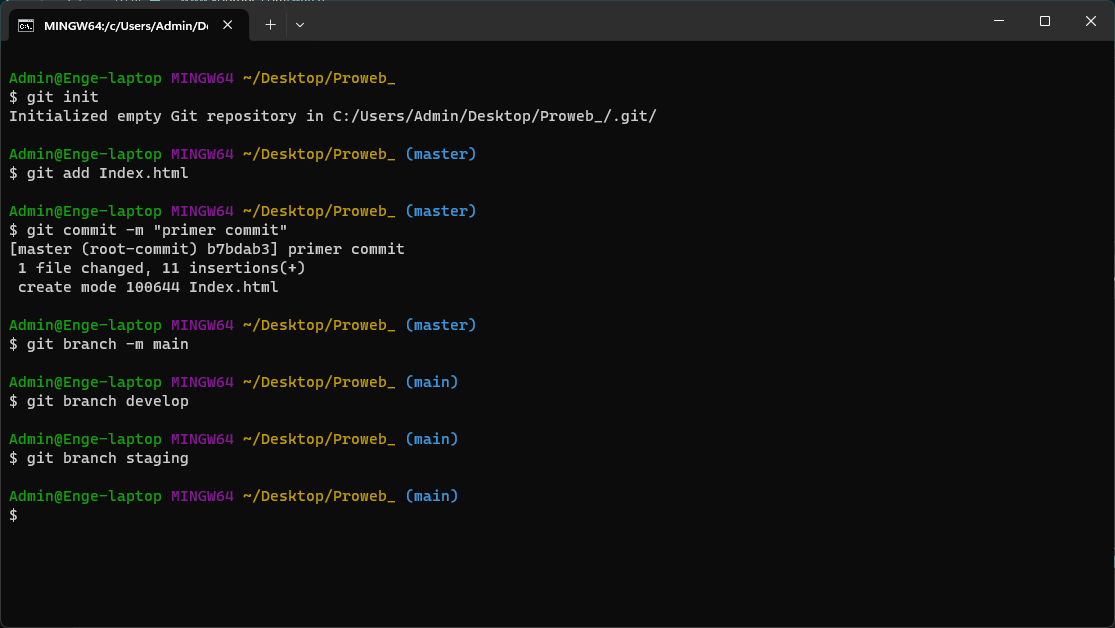 MINGW64:/c/Users/Admin/De
Admin@Enge-laptop MINGW64 ~/Desktop/Proweb_
$ git init
Initialized empty Git repository in C:/Users/Admin/Desktop/Proweb_/.git/
Admin@Enge-laptop MINGW64 ~/Desktop/Proweb_ (master)
$ git add Index.html
Admin@Enge-laptop MINGW64 ~/Desktop/Proweb_ (master)
$ git commit -m "primer commit"
[master (root-commit) b7bdab3] primer commit
 1 file changed, 11 insertions(+)
 create mode 100644 Index.html
Admin@Enge-laptop MINGW64 ~/Desktop/Proweb_ (master)
$ git branch -m main
Admin@Enge-laptop MINGW64 ~/Desktop/Proweb_ (main)
$ git branch develop
Admin@Enge-laptop MINGW64 ~/Desktop/Proweb_ (main)
$ git branch staging
Admin@Enge-laptop MINGW64 ~/Desktop/Proweb_ (main)
$